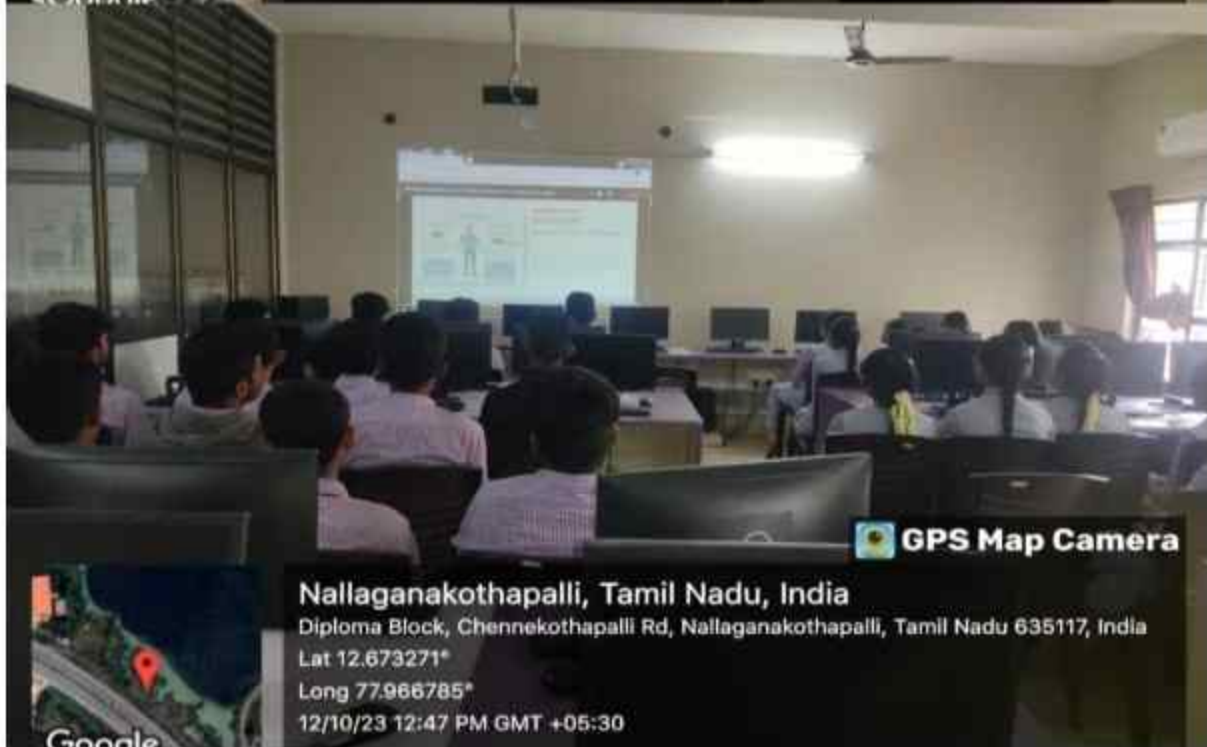 GPS Map Camera
Nallaganakothapalli, Tamil Nadu, India
Diploma Block, Chennekothapalli Rd, Nallaganakothapalli, Tamil Nadu 635117, India
Lat 12.673271°
Long 77.966785°
12/10/23 12:47 PM GMT +05:30
Google